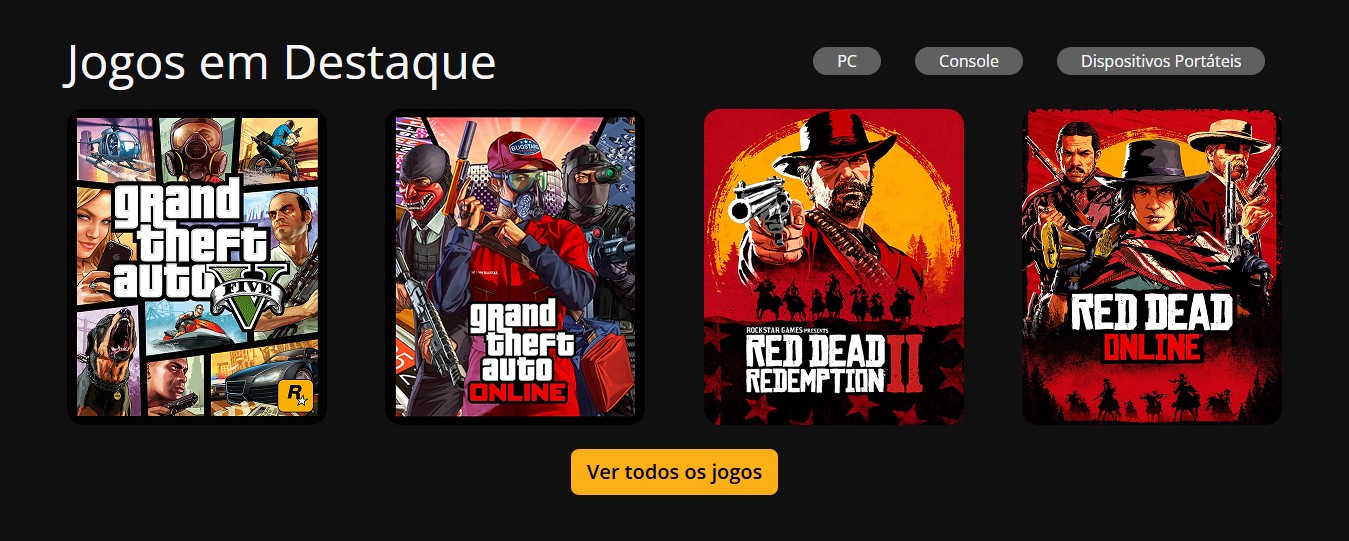 Jogos em Destaque
PC
Console
Dispositivos Portáteis
grand
theft
auto V
FIVE
R
BUGSTARS
grand
theft
auto
ONLINE
ROCKSTAR GAMES PRESENTS
RED DEAD
REDEMPTION II
RED DEAD
ONLINE
Ver todos os jogos